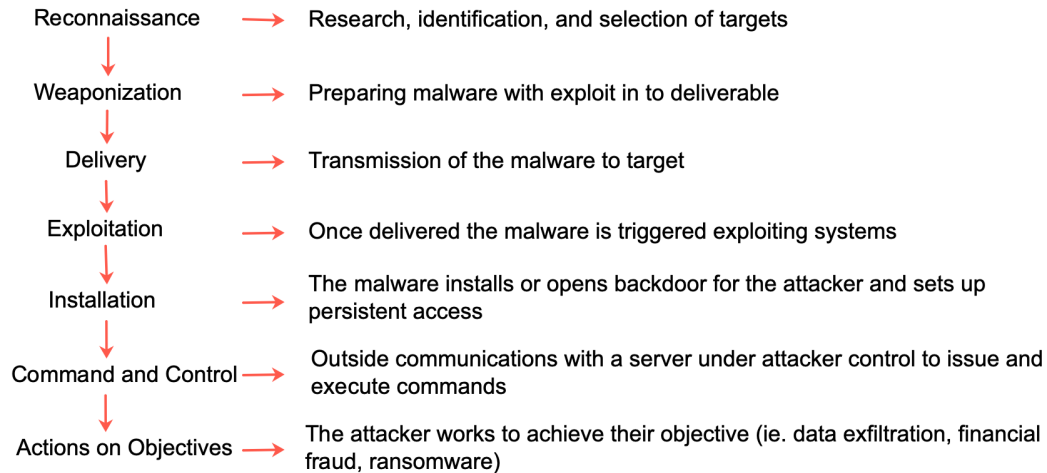 Reconnaissance
Research, identification, and selection of targets
Weaponization
Preparing malware with exploit in to deliverable
Delivery
Transmission of the malware to target
Exploitation
Once delivered the malware is triggered exploiting systems
Installation
The malware installs or opens backdoor for the attacker and sets up
persistent access
Command and Control
Outside communications with a server under attacker control to issue and
execute commands
Actions on Objectives
The attacker works to achieve their objective (ie. data exfiltration, financial
fraud, ransomware)